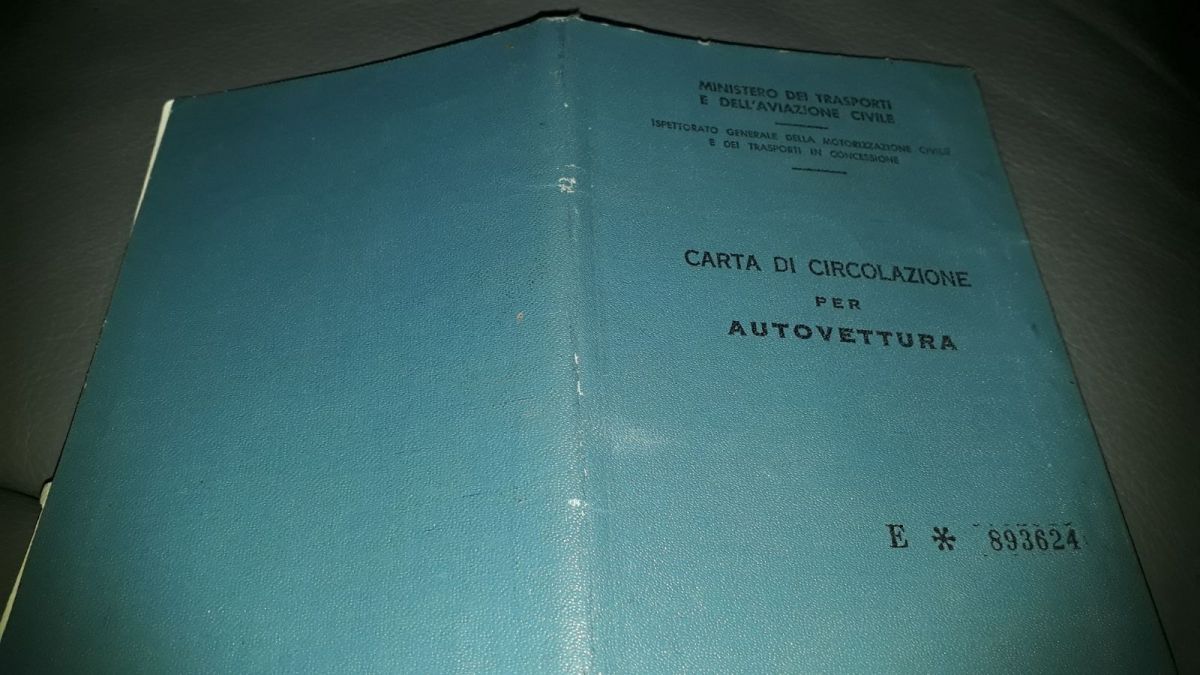 MINISTERO DEI TRASPORTI
E DELL'AVIAZIONE CIVILE
ISPETTORATO GENERALE DELLA MOTORIZZAZIONE CIVILE
E DEI TRASPORTI IN CONCESSIONE
CARTA DI CIRCOLAZIONE
PER
AUTOVETTURA
E * 893624